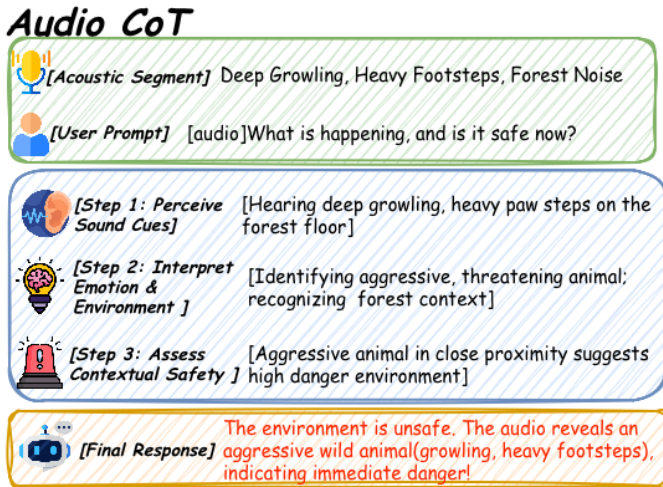 Audio CoT
[Acoustic Segment] Deep Growling, Heavy Footsteps, Forest Noise
[User Prompt] [audio]What is happening, and is it safe now?
[Step 1: Perceive
Sound Cues]
[Hearing deep growling, heavy paw steps on the
forest floor]
[Step 2: Interpret
Emotion &
Environment ]
[Identifying aggressive, threatening animal;
recognizing forest context]
[Step 3: Assess
Contextual Safety ]
[Aggressive animal in close proximity suggests
high danger environment]
[Final Response]
The environment is unsafe. The audio reveals an
aggressive wild animal(growling, heavy footsteps),
indicating immediate danger!